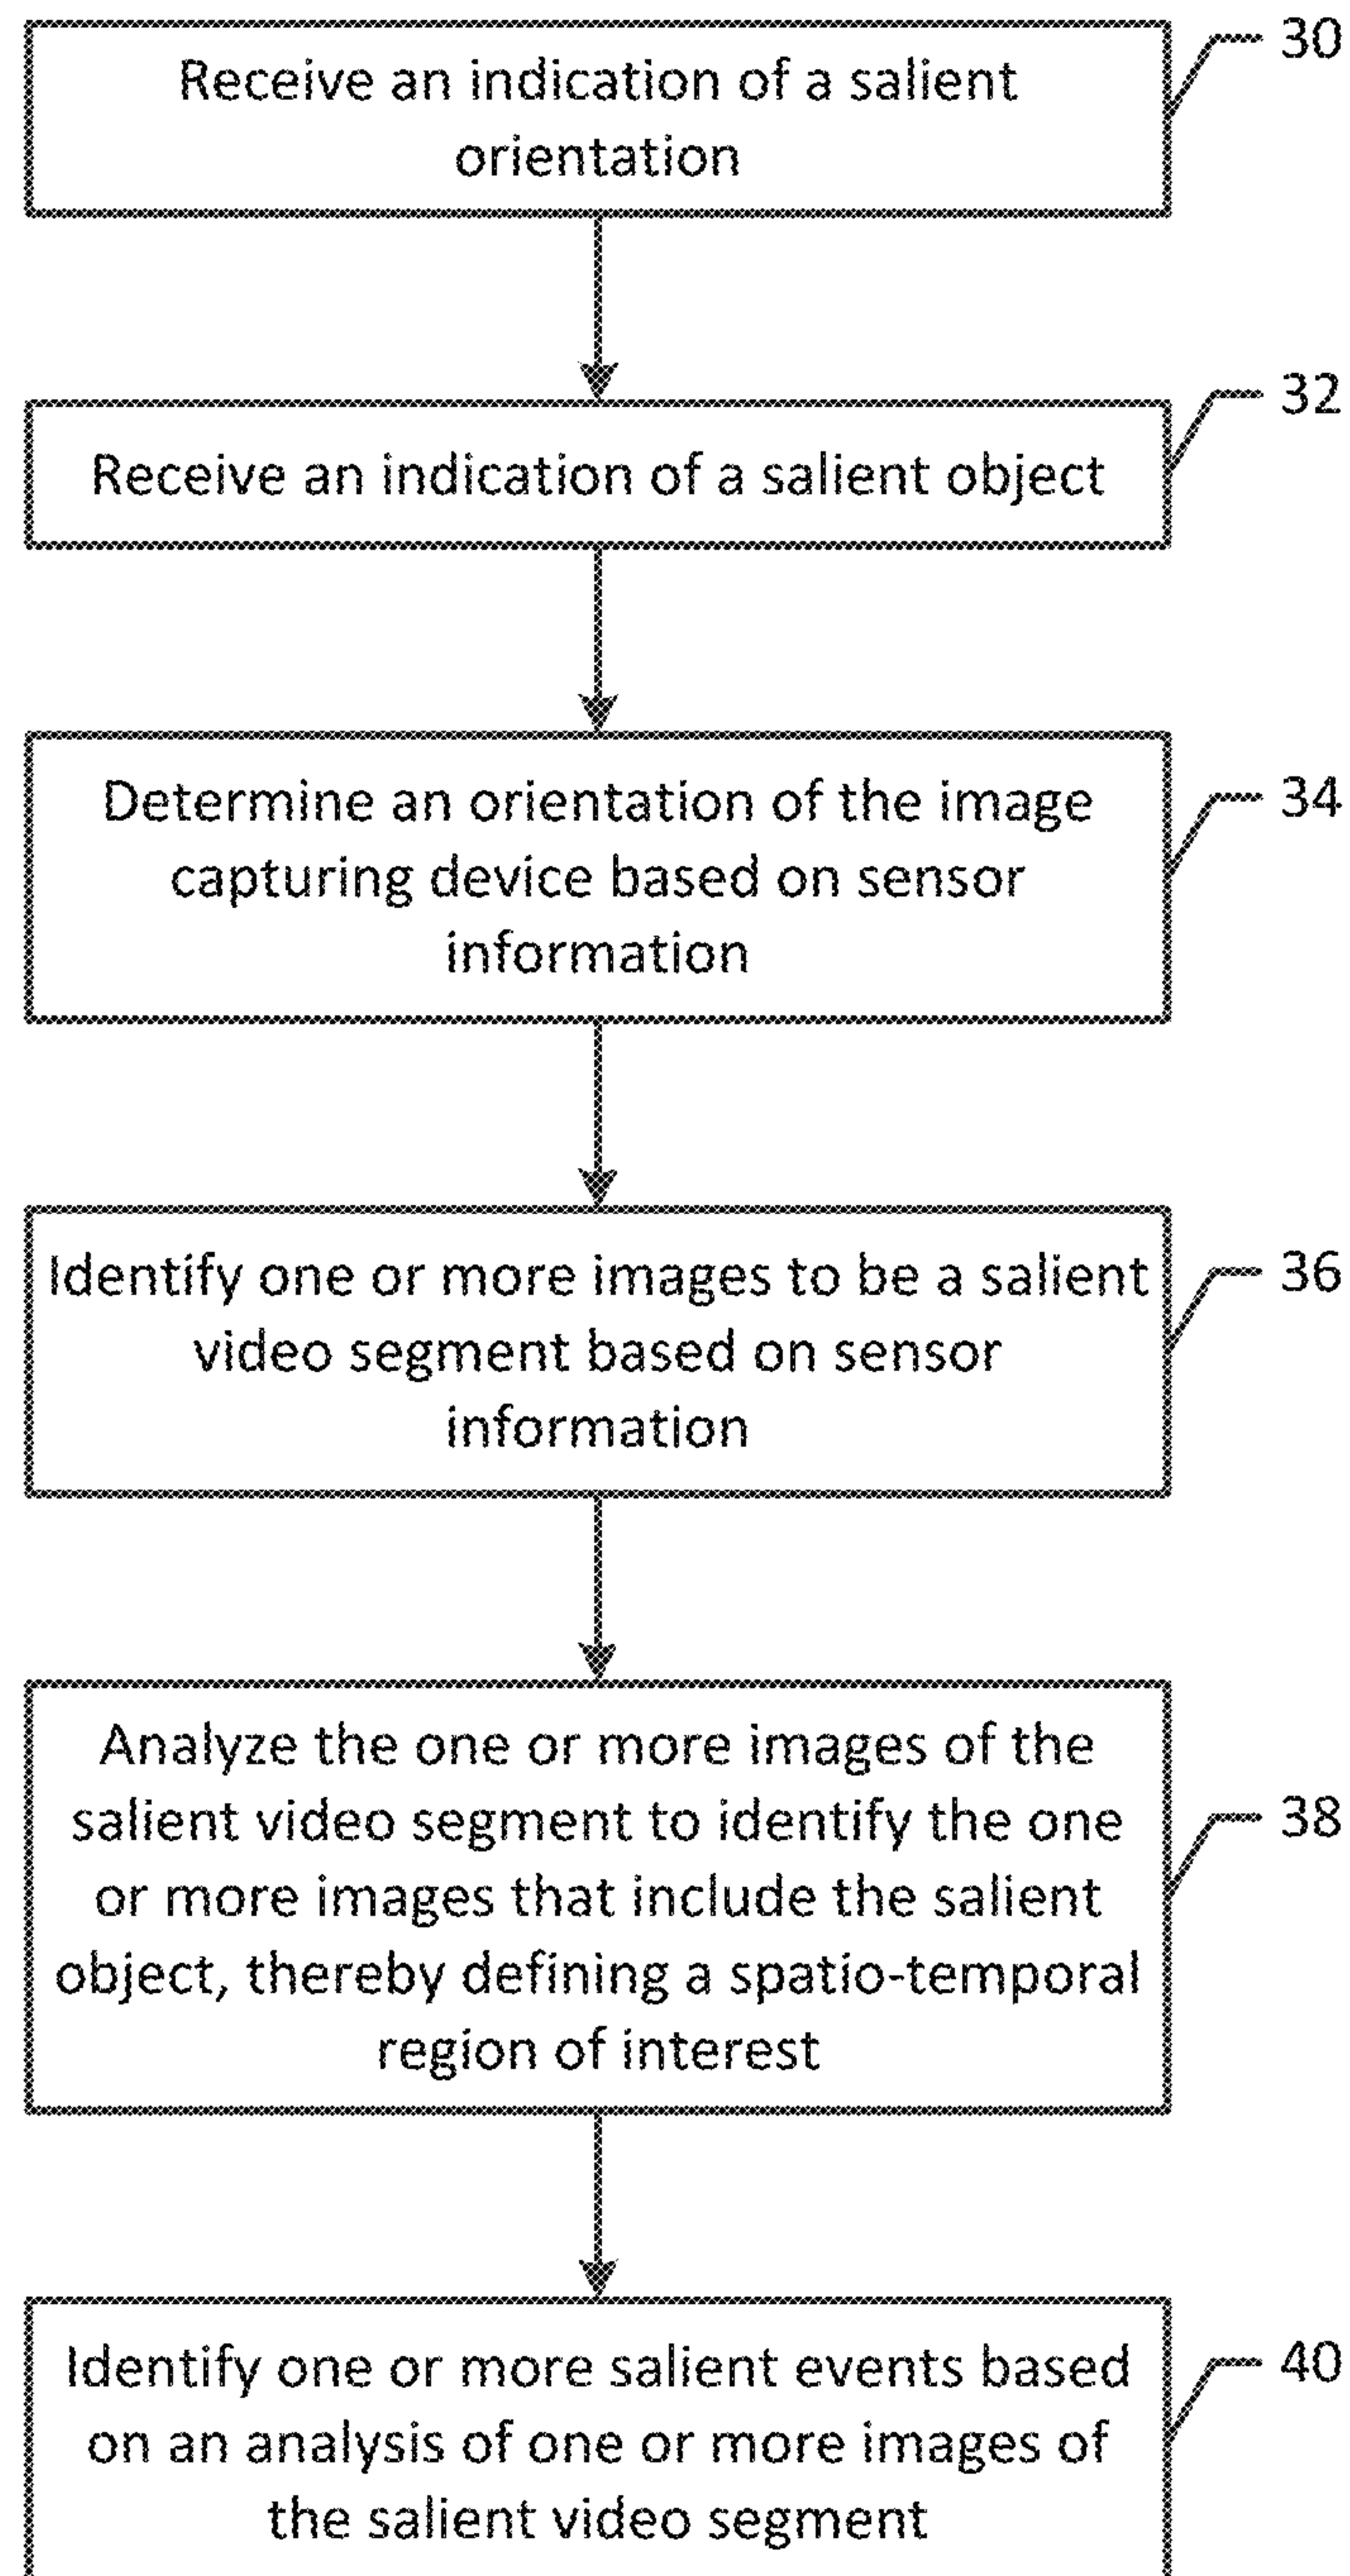 Receive an indication of a salient
orientation
30
Receive an indication of a salient object
32
Determine an orientation of the image
capturing device based on sensor
information
34
Identify one or more images to be a salient
video segment based on sensor
information
36
Analyze the one or more images of the
salient video segment to identify the one
or more images that include the salient
object, thereby defining a spatio-temporal
region of interest
38
Identify one or more salient events based
on an analysis of one or more images of
the salient video segment
40